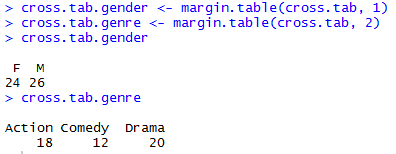 > cross.tab.gender <- margin.table(cross.tab, 1)
> cross.tab.genre <- margin.table(cross.tab, 2)
> cross.tab.gender
F M
24 26
> cross.tab.genre
Action Comedy Drama
18 12 20